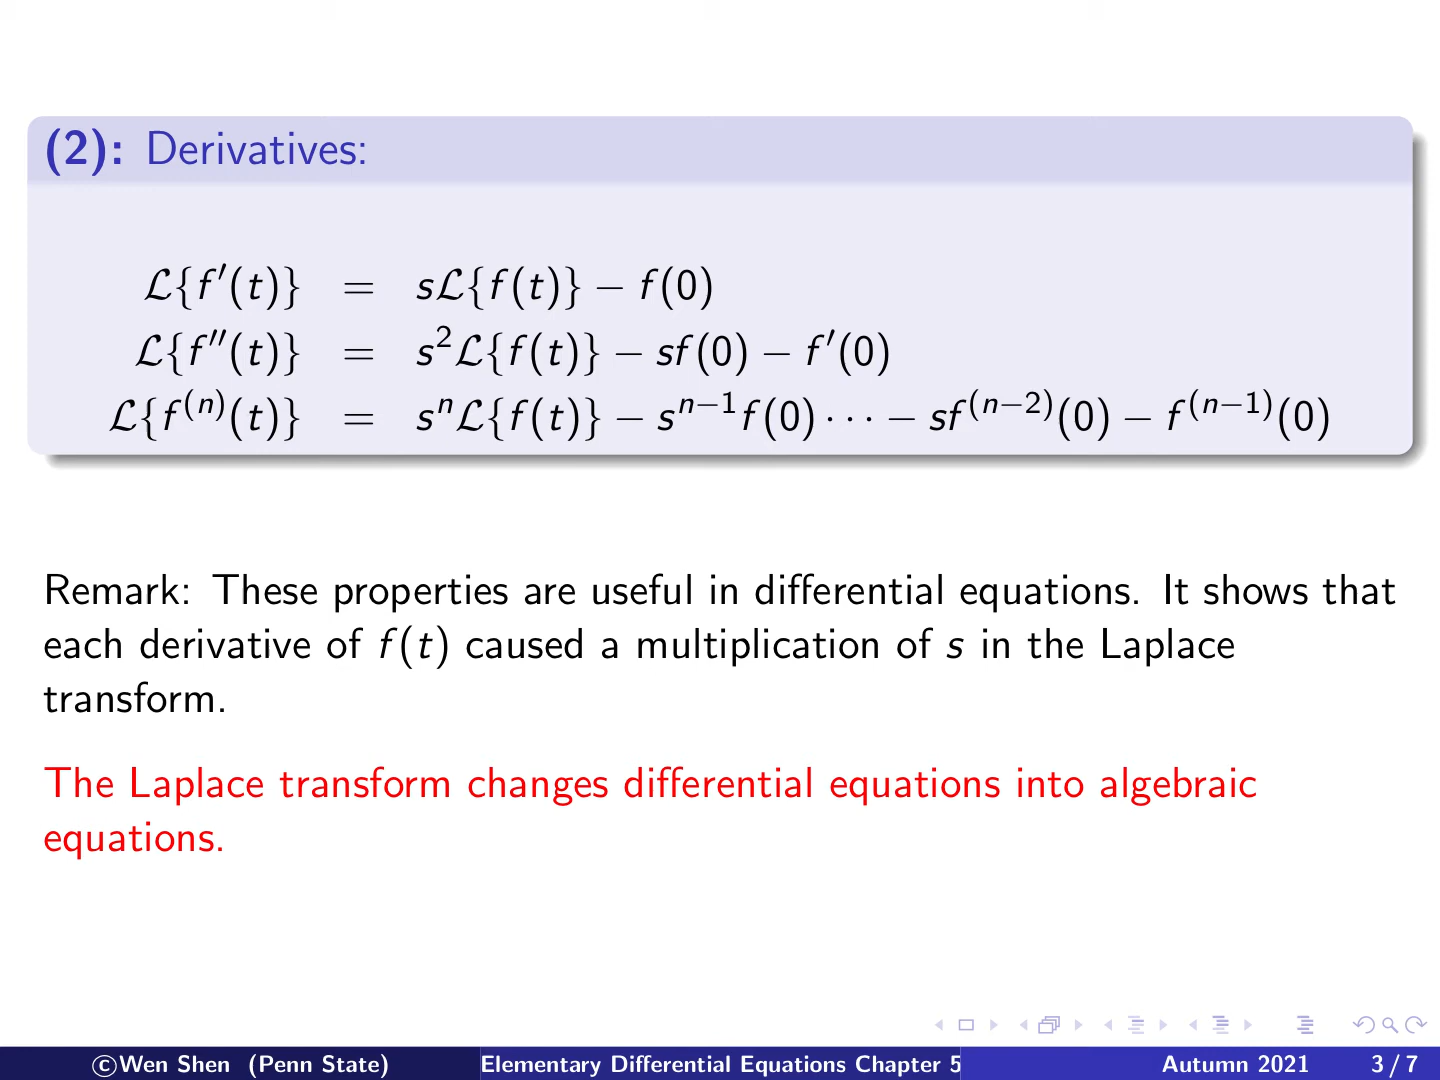 (2): Derivatives:
ℒ{f′(t)} = sℒ{f(t)} − f(0)
ℒ{f″(t)} = s²ℒ{f(t)} − sf(0) − f′(0)
ℒ{f⁽ⁿ⁾(t)} = sⁿℒ{f(t)} − sⁿ⁻¹f(0) ··· − sf⁽ⁿ⁻²⁾(0) − f⁽ⁿ⁻¹⁾(0)
Remark: These properties are useful in differential equations. It shows that
each derivative of f(t) caused a multiplication of s in the Laplace
transform.
The Laplace transform changes differential equations into algebraic
equations.
©Wen Shen (Penn State) Elementary Differential Equations Chapter 5 Autumn 2021 3 / 7